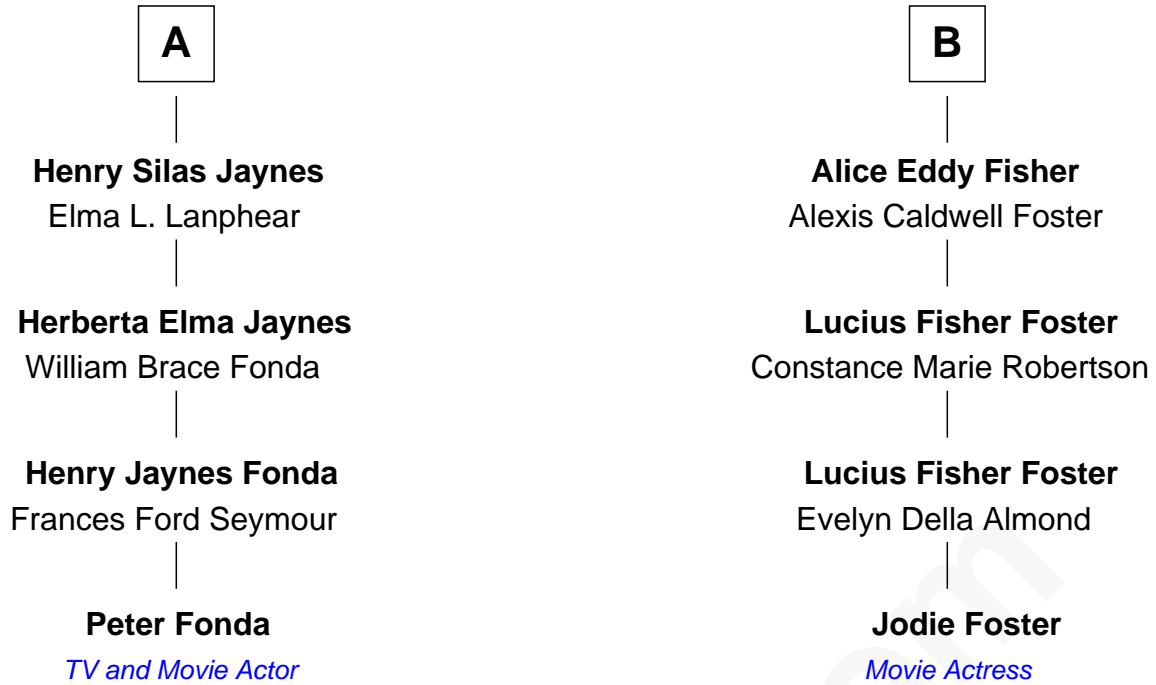 A
Henry Silas Jaynes
Elma L. Lanphear
Herberta Elma Jaynes
William Brace Fonda
Henry Jaynes Fonda
Frances Ford Seymour
Peter Fonda
TV and Movie Actor
B
Alice Eddy Fisher
Alexis Caldwell Foster
Lucius Fisher Foster
Constance Marie Robertson
Lucius Fisher Foster
Evelyn Della Almond
Jodie Foster
Movie Actress